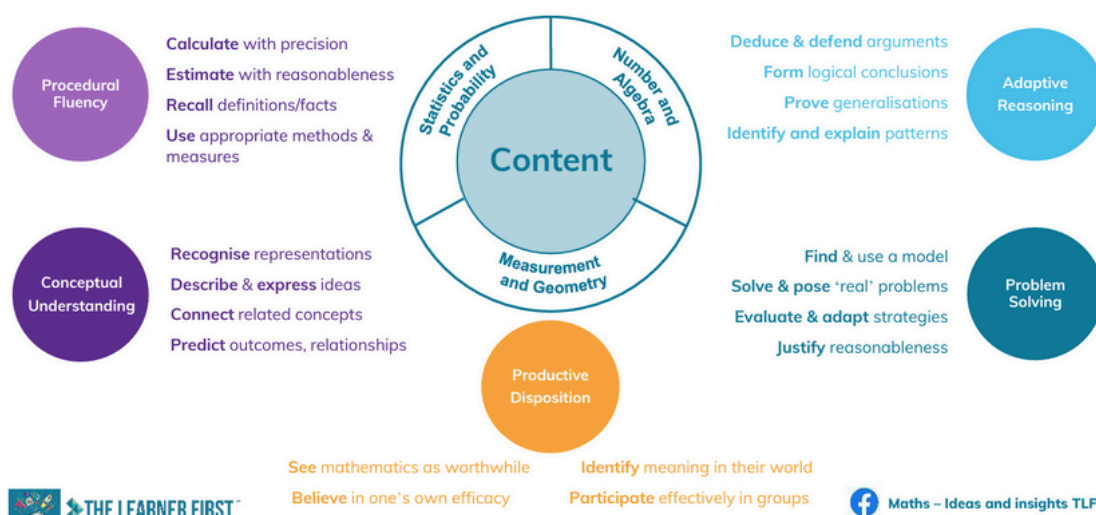 Procedural
Fluency
Calculate with precision
Estimate with reasonableness
Recall definitions/facts
Use appropriate methods &
measures
Conceptual
Understanding
Recognise representations
Describe & express ideas
Connect related concepts
Predict outcomes, relationships
Statistics and
Probability
Number and
Algebra
Content
Measurement
and Geometry
Deduce & defend arguments
Form logical conclusions
Prove generalisations
Identify and explain patterns
Adaptive
Reasoning
Find & use a model
Solve & pose ‘real’ problems
Evaluate & adapt strategies
Justify reasonableness
Problem
Solving
Productive
Disposition
See mathematics as worthwhile
Believe in one’s own efficacy
Identify meaning in their world
Participate effectively in groups
THE LEARNER FIRST
Maths – Ideas and insights TLF